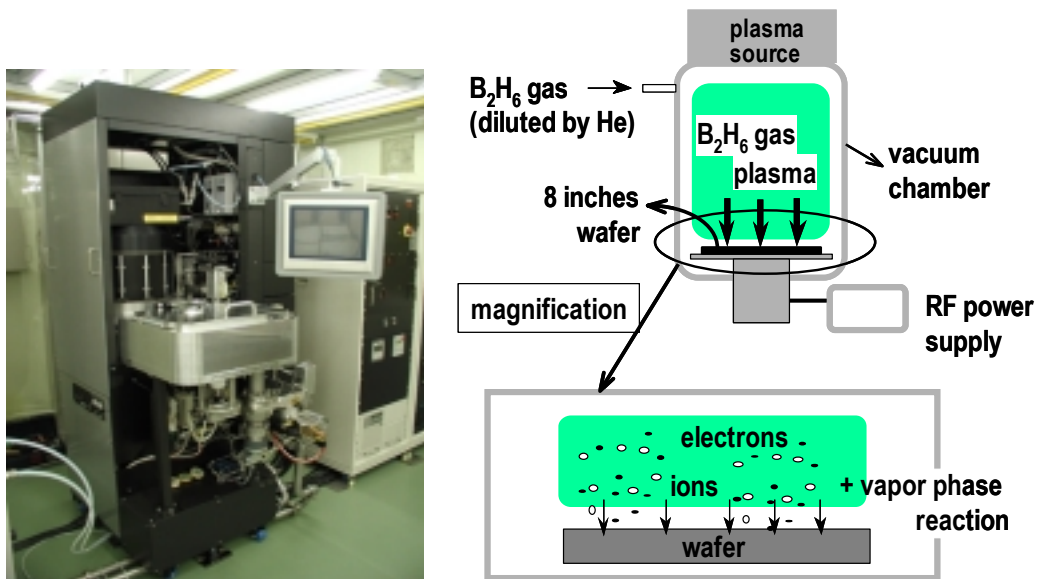 plasma
source
B₂H₆ gas
(diluted by He)
B₂H₆ gas
plasma
vacuum
chamber
8 inches
wafer
magnification
RF power
supply
electrons
ions
+ vapor phase
reaction
wafer